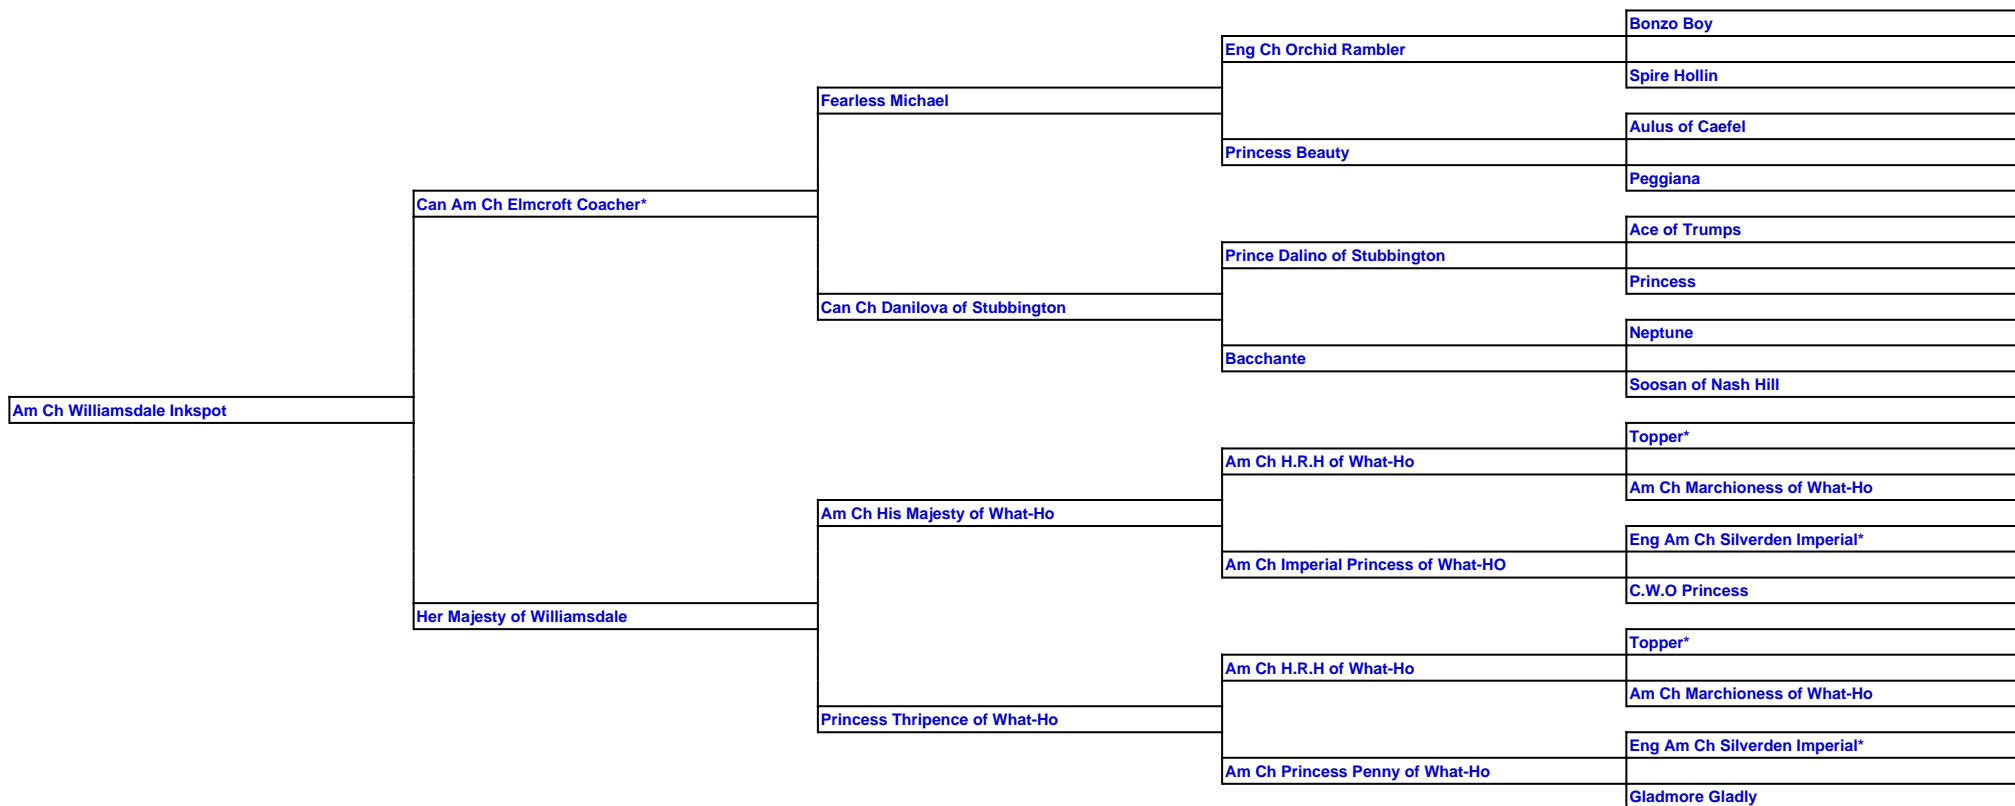 Bonzo Boy
Eng Ch Orchid Rambler
Spire Hollin
Fearless Michael
Aulus of Caefel
Princess Beauty
Peggiana
Can Am Ch Elmcroft Coacher*
Ace of Trumps
Prince Dalino of Stubbington
Princess
Can Ch Danilova of Stubbington
Neptune
Bacchante
Soosan of Nash Hill
Am Ch Williamsdale Inkspot
Topper*
Am Ch H.R.H of What-Ho
Am Ch Marchioness of What-Ho
Am Ch His Majesty of What-Ho
Eng Am Ch Silverden Imperial*
Am Ch Imperial Princess of What-HO
C.W.O Princess
Her Majesty of Williamsdale
Topper*
Am Ch H.R.H of What-Ho
Am Ch Marchioness of What-Ho
Princess Thripence of What-Ho
Eng Am Ch Silverden Imperial*
Am Ch Princess Penny of What-Ho
Gladmore Gladly